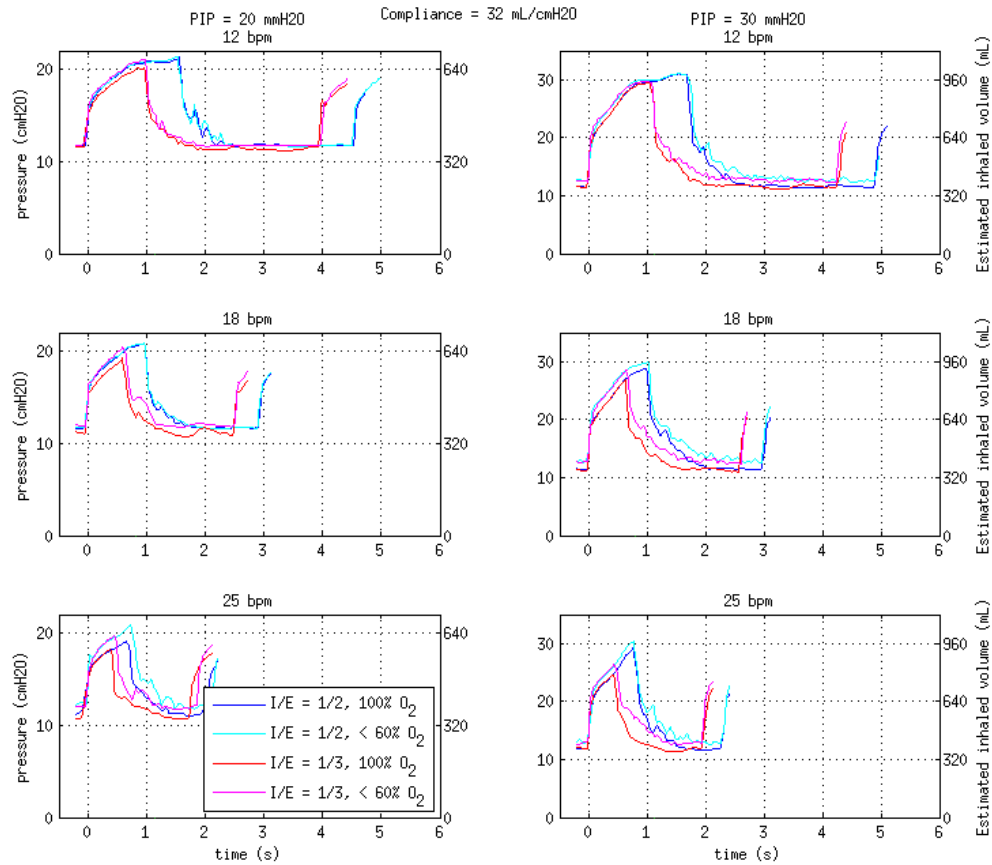 Compliance = 32 mL/cmH2O
PIP = 20 mmH2O
12 bpm
pressure (cmH2O)
20
10
0
640
320
0
0 1 2 3 4 5 6
PIP = 30 mmO2O
12 bpm
40
30
20
10
0
960
640
320
0
Estimated inhaled volume (mL)
0 1 2 3 4 5 6
18 bpm
pressure (cmH2O)
20
10
0
640
320
0
0 1 2 3 4 5 6
18 bpm
30
20
10
0
960
640
320
0
Estimated inhaled volume (mL)
0 1 2 3 4 5 6
25 bpm
pressure (cmH2O)
20
10
0
640
320
0
I/E = 1/2, 100% O2
I/E = 1/2, < 60% O2
I/E = 1/3, 100% O2
I/E = 1/3, < 60% O2
0 1 2 3 4 5 6
time (s)
25 bpm
30
20
10
0
960
640
320
0
Estimated inhaled volume (mL)
0 1 2 3 4 5 6
time (s)